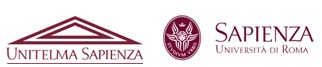 UNITELMA SAPIENZA
SAPIENZA
UNIVERSITÀ DI ROMA